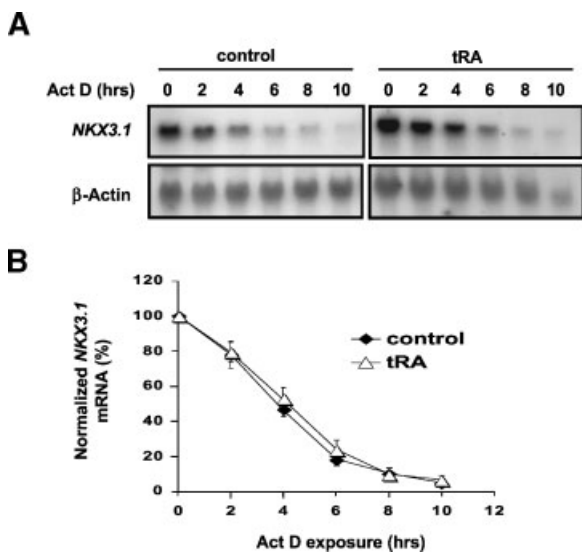 A
control
tRA
Act D (hrs) 0 2 4 6 8 10 0 2 4 6 8 10
NKX3.1
β-Actin
B
Normalized NKX3.1
mRNA (%)
120
100
80
60
40
20
0
control
tRA
0 2 4 6 8 10 12
Act D exposure (hrs)